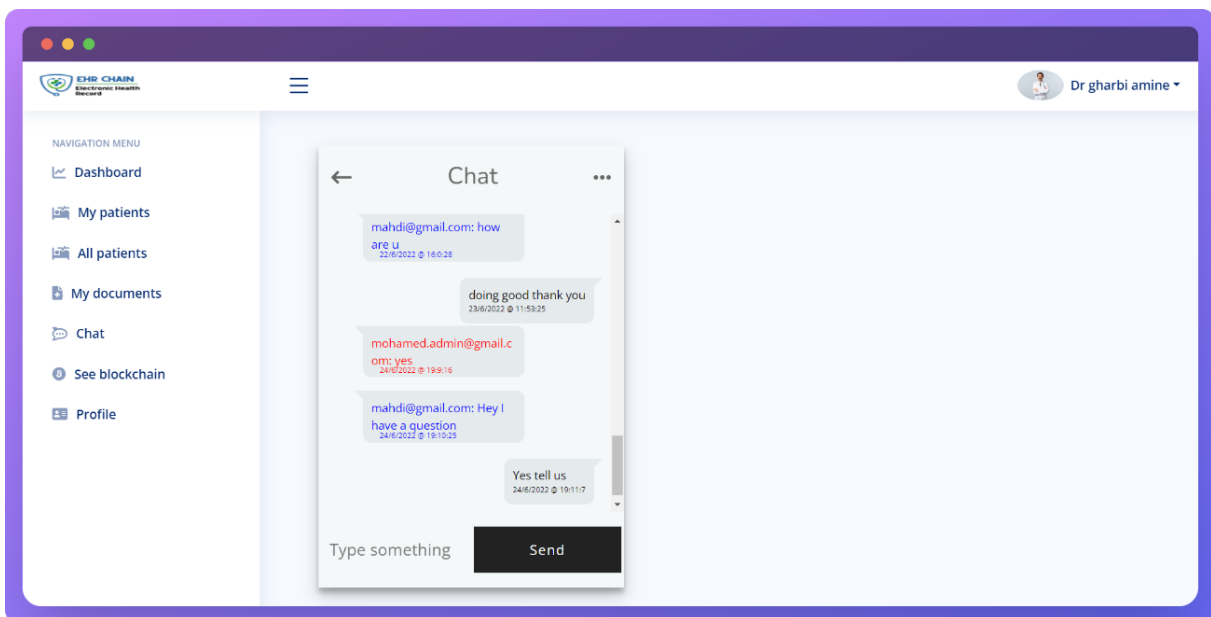 EHR CHAIN
Electronic Health
Record
Dr gharbi amine
NAVIGATION MENU
Dashboard
My patients
All patients
My documents
Chat
See blockchain
Profile
Chat
mahdi@gmail.com: how
are u
22/6/2022 @ 16:0:28
doing good thank you
23/6/2022 @ 11:53:25
mohamed.admin@gmail.c
om: yes
24/6/2022 @ 19:9:16
mahdi@gmail.com: Hey I
have a question
24/6/2022 @ 19:10:25
Yes tell us
24/6/2022 @ 19:11:7
Type something
Send